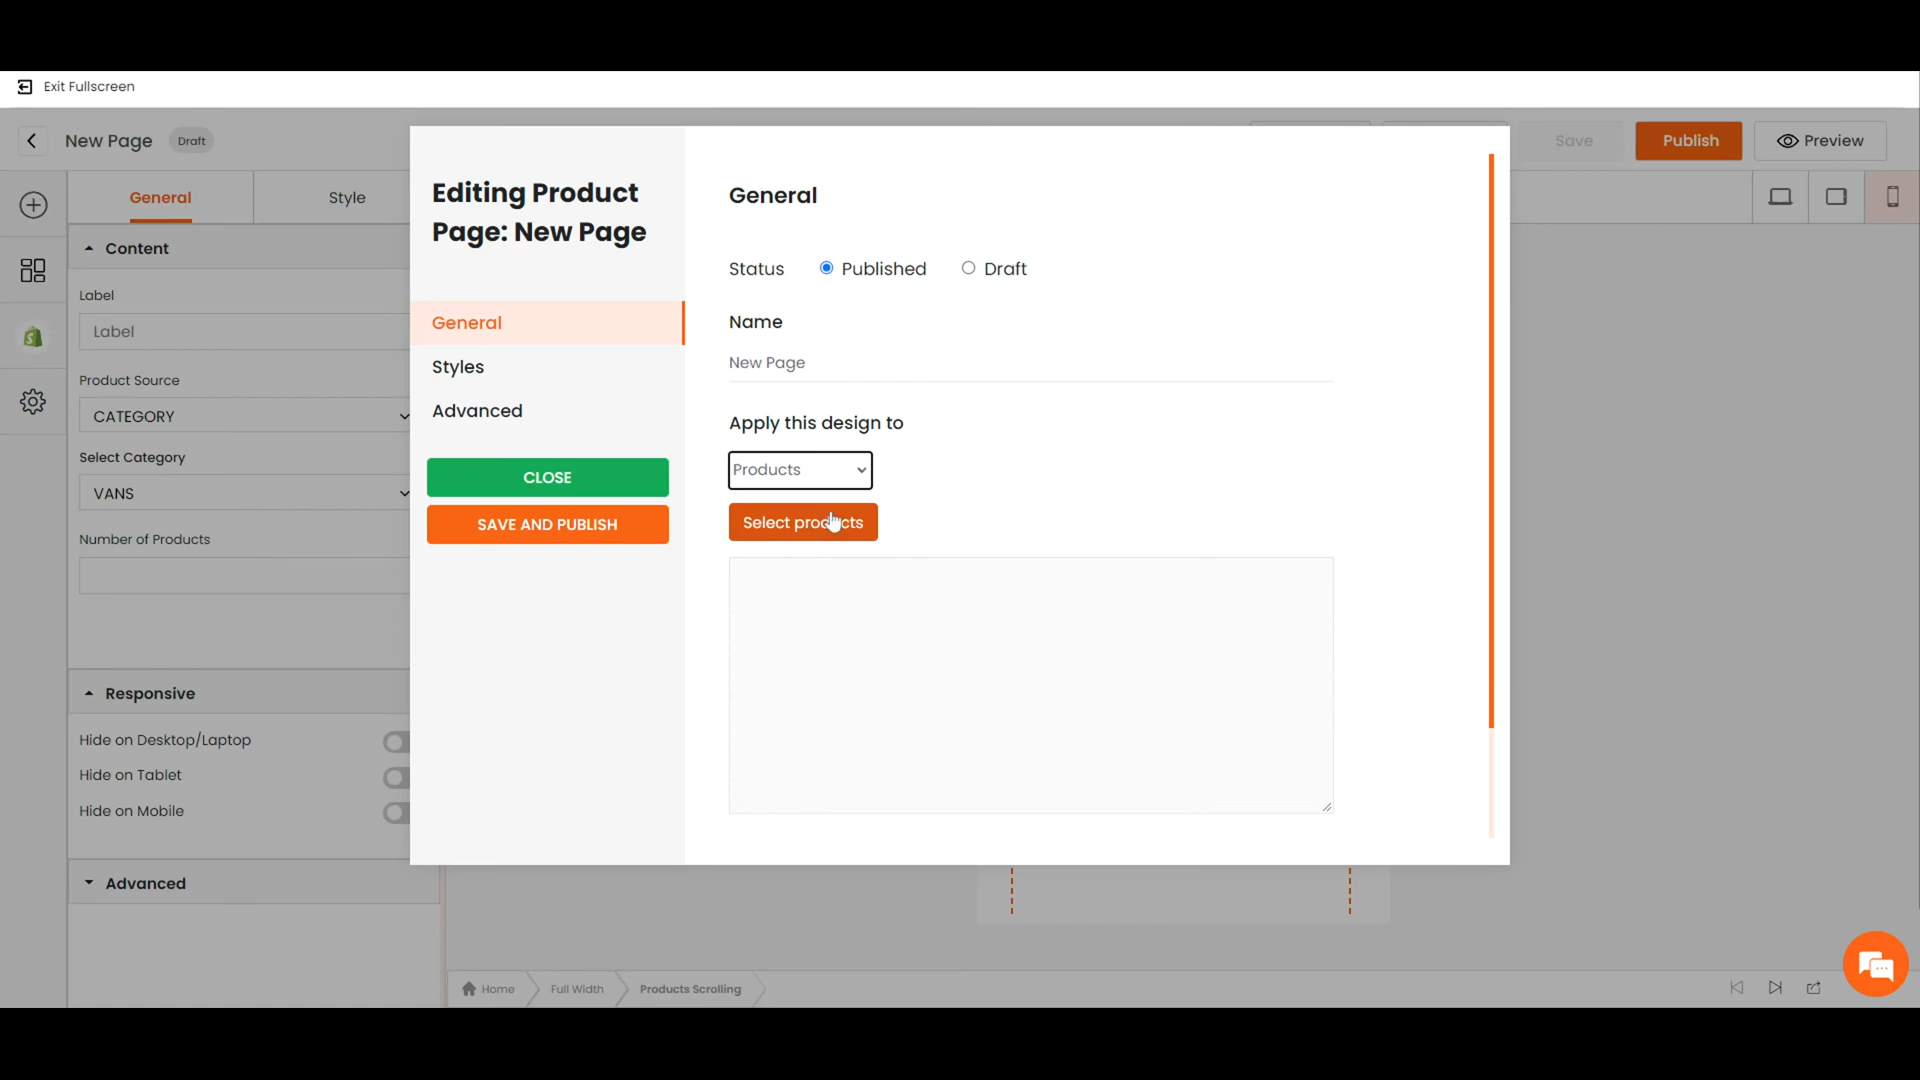 Exit Fullscreen
New Page
Draft
Save
Publish
Preview
General
Style
Content
Label
Label
Product Source
CATEGORY
Select Category
VANS
Number of Products
Responsive
Hide on Desktop/Laptop
Hide on Tablet
Hide on Mobile
Advanced
Editing Product
Page: New Page
General
Styles
Advanced
CLOSE
SAVE AND PUBLISH
General
Status Published Draft
Name
New Page
Apply this design to
Products
Select products
Home Full Width Products Scrolling